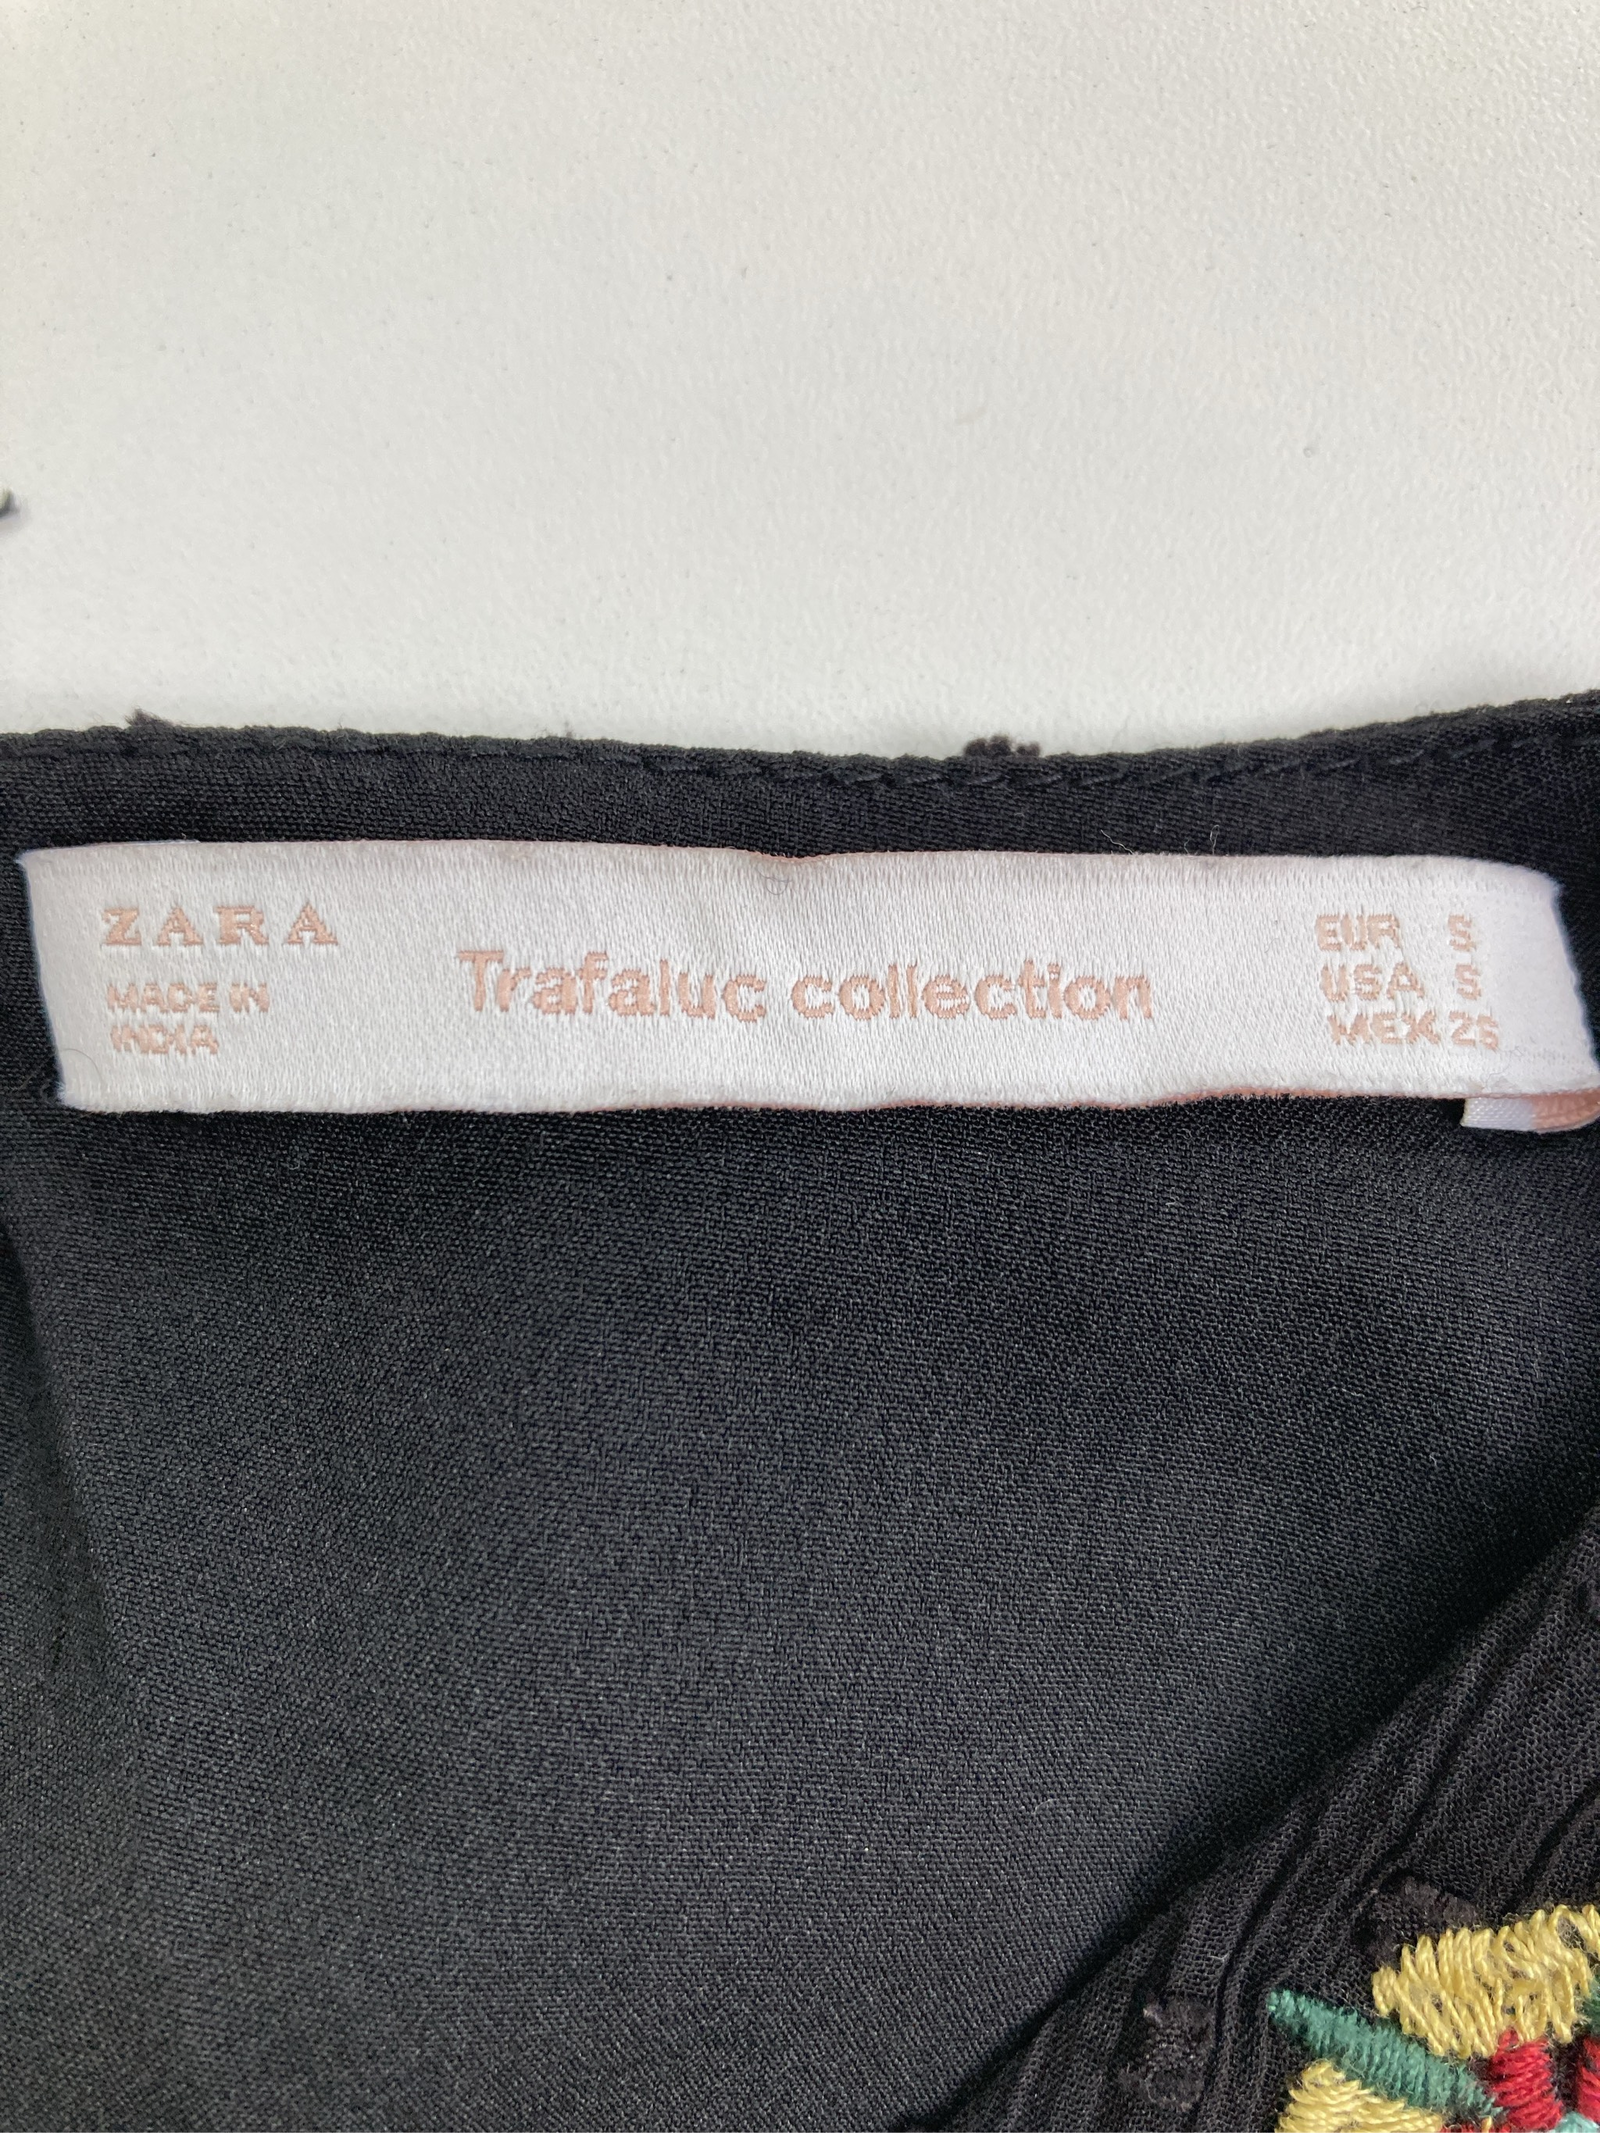 ZARA
MADE IN
INDIA
Trafaluc collection
EUR S
USA S
MEX 26